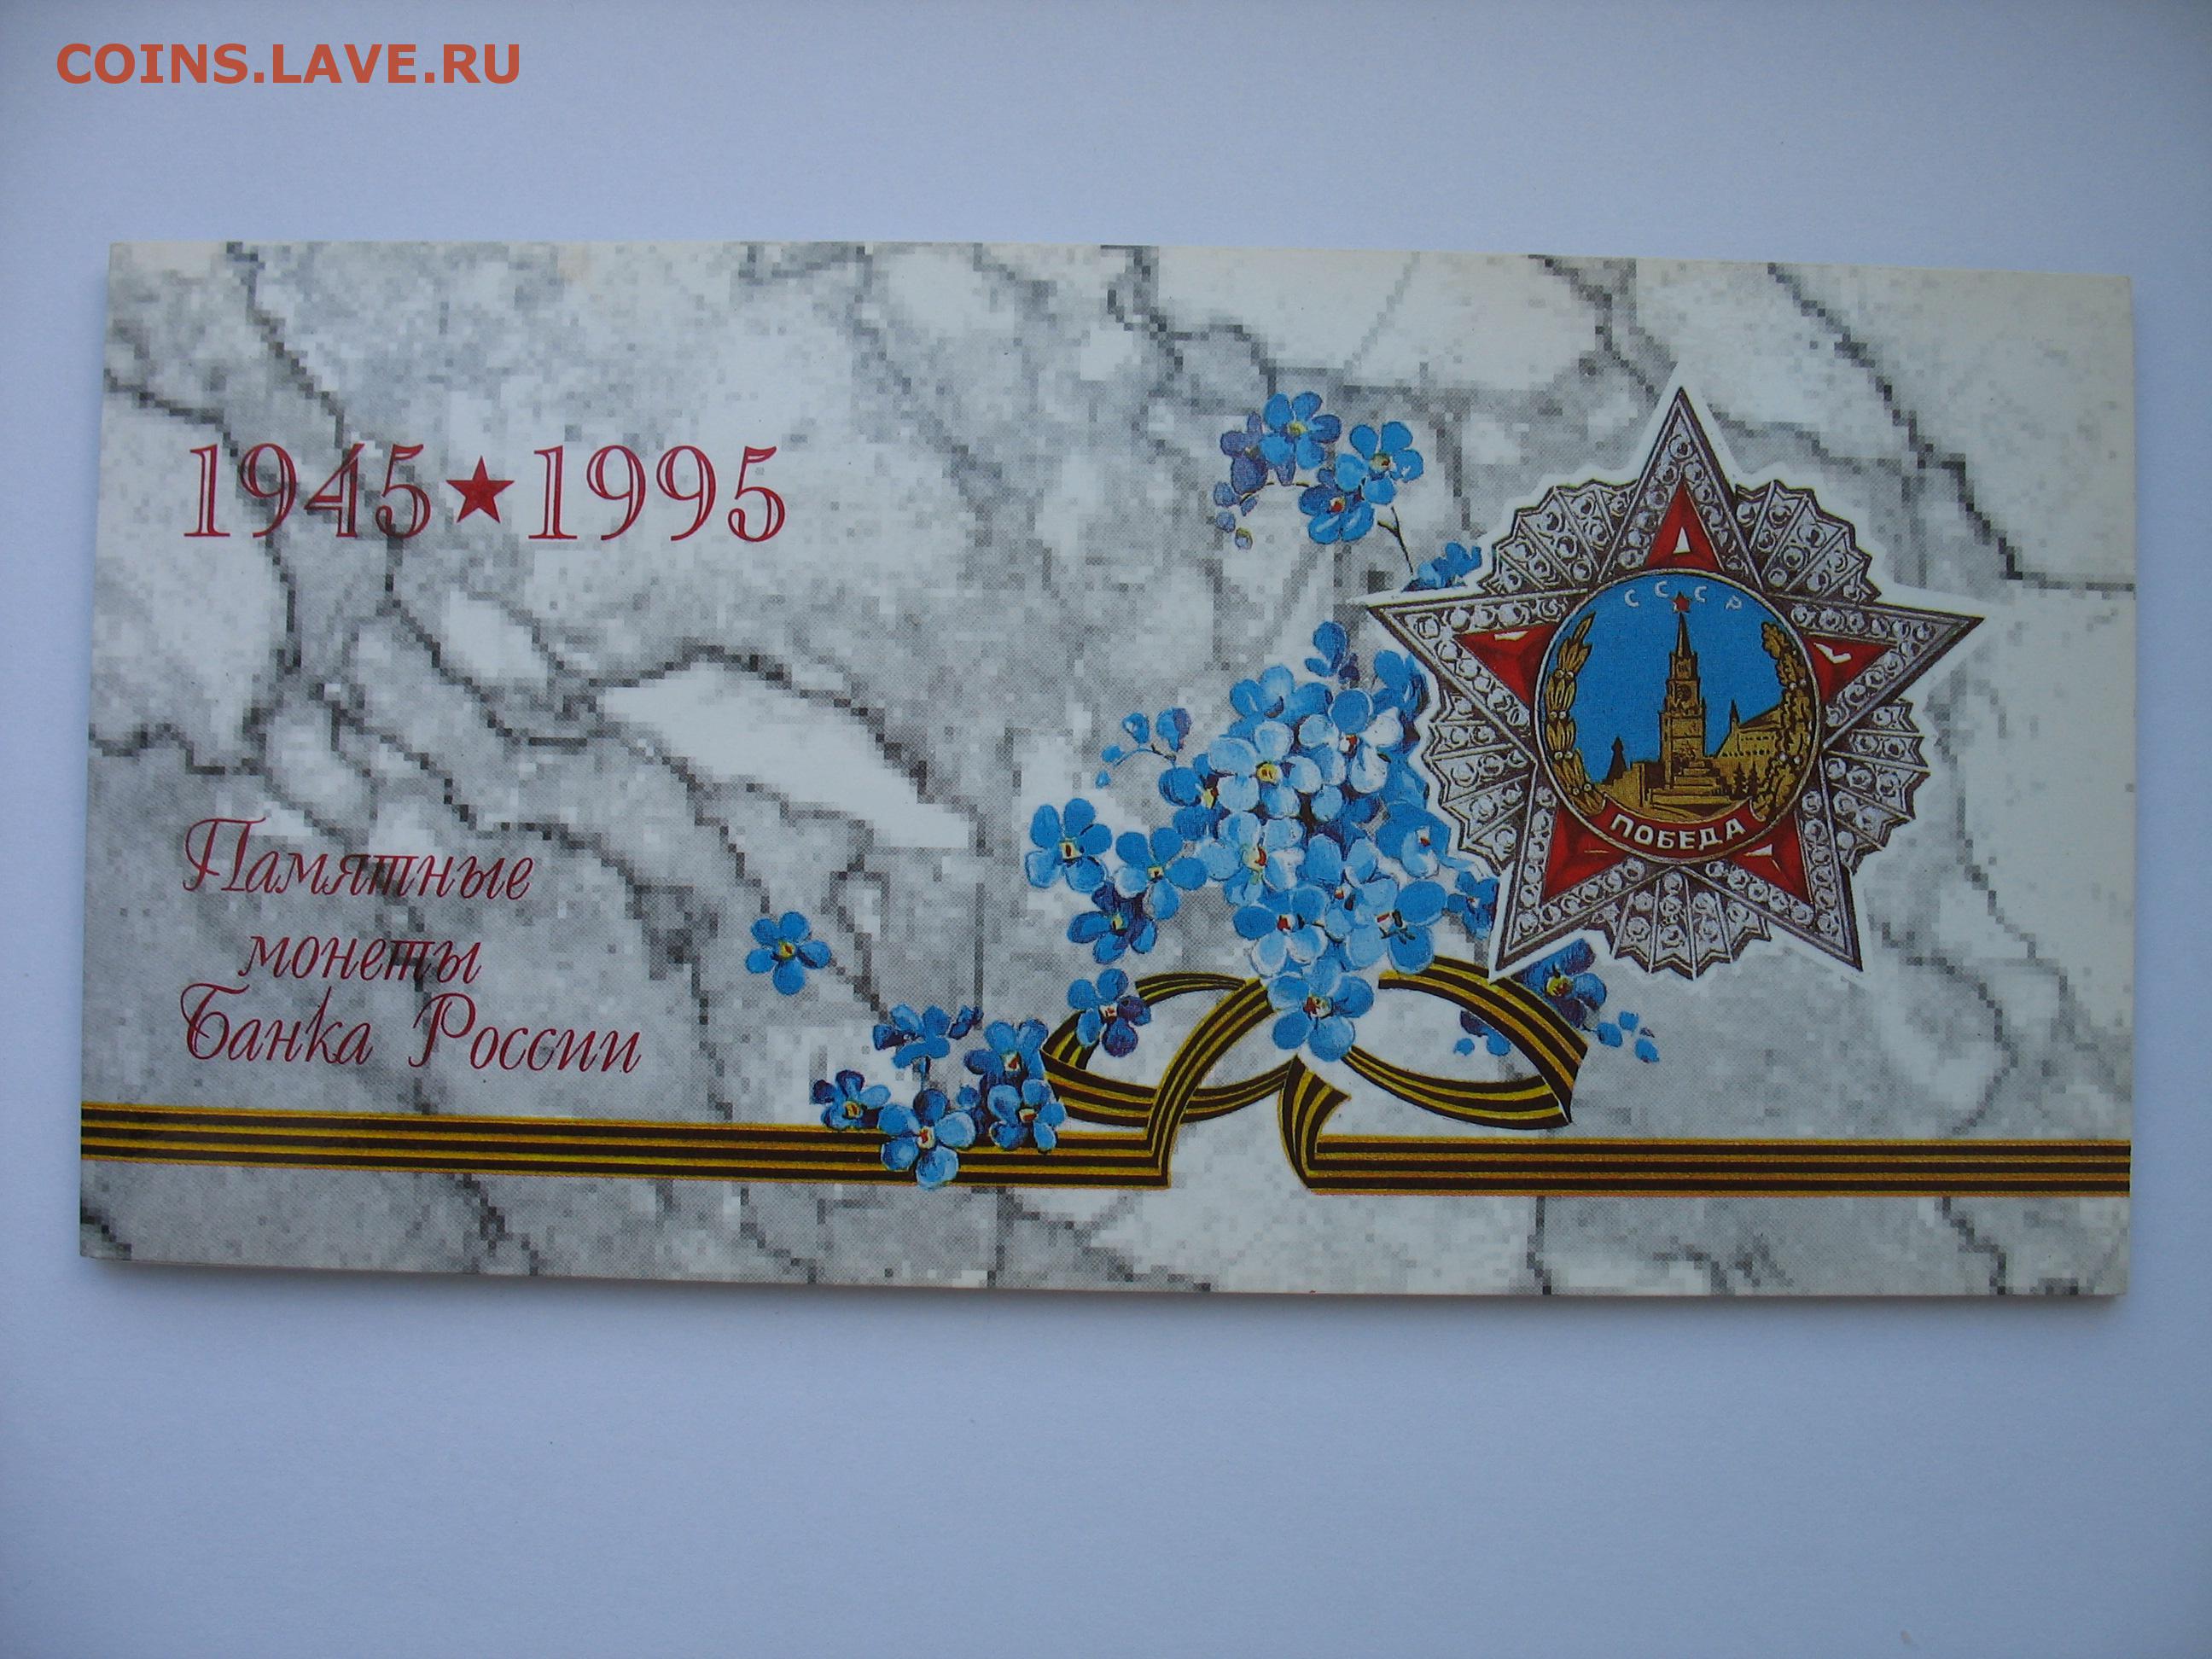 COINS.LAVE.RU
1945★1995
СССР
ПОБЕДА
Памятные
монеты
Банка России